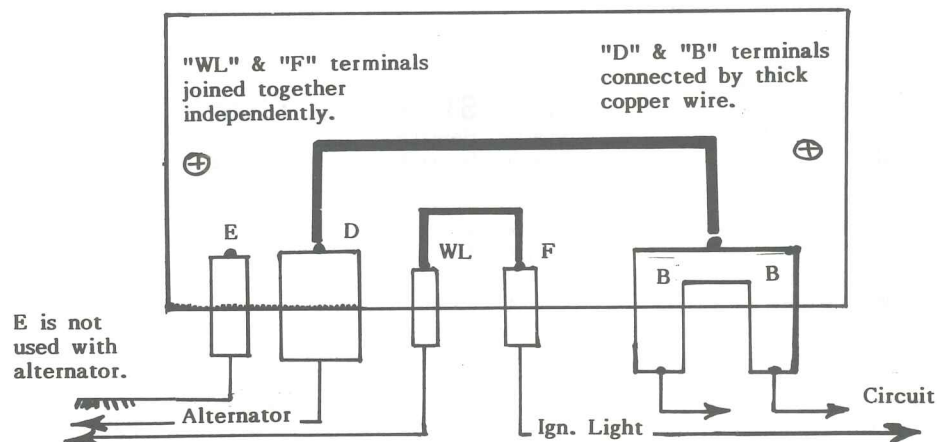 "WL" & "F" terminals
joined together
independently.
"D" & "B" terminals
connected by thick
copper wire.
E
D
WL
F
B
B
E is not
used with
alternator.
Alternator
Ign. Light
Circuit